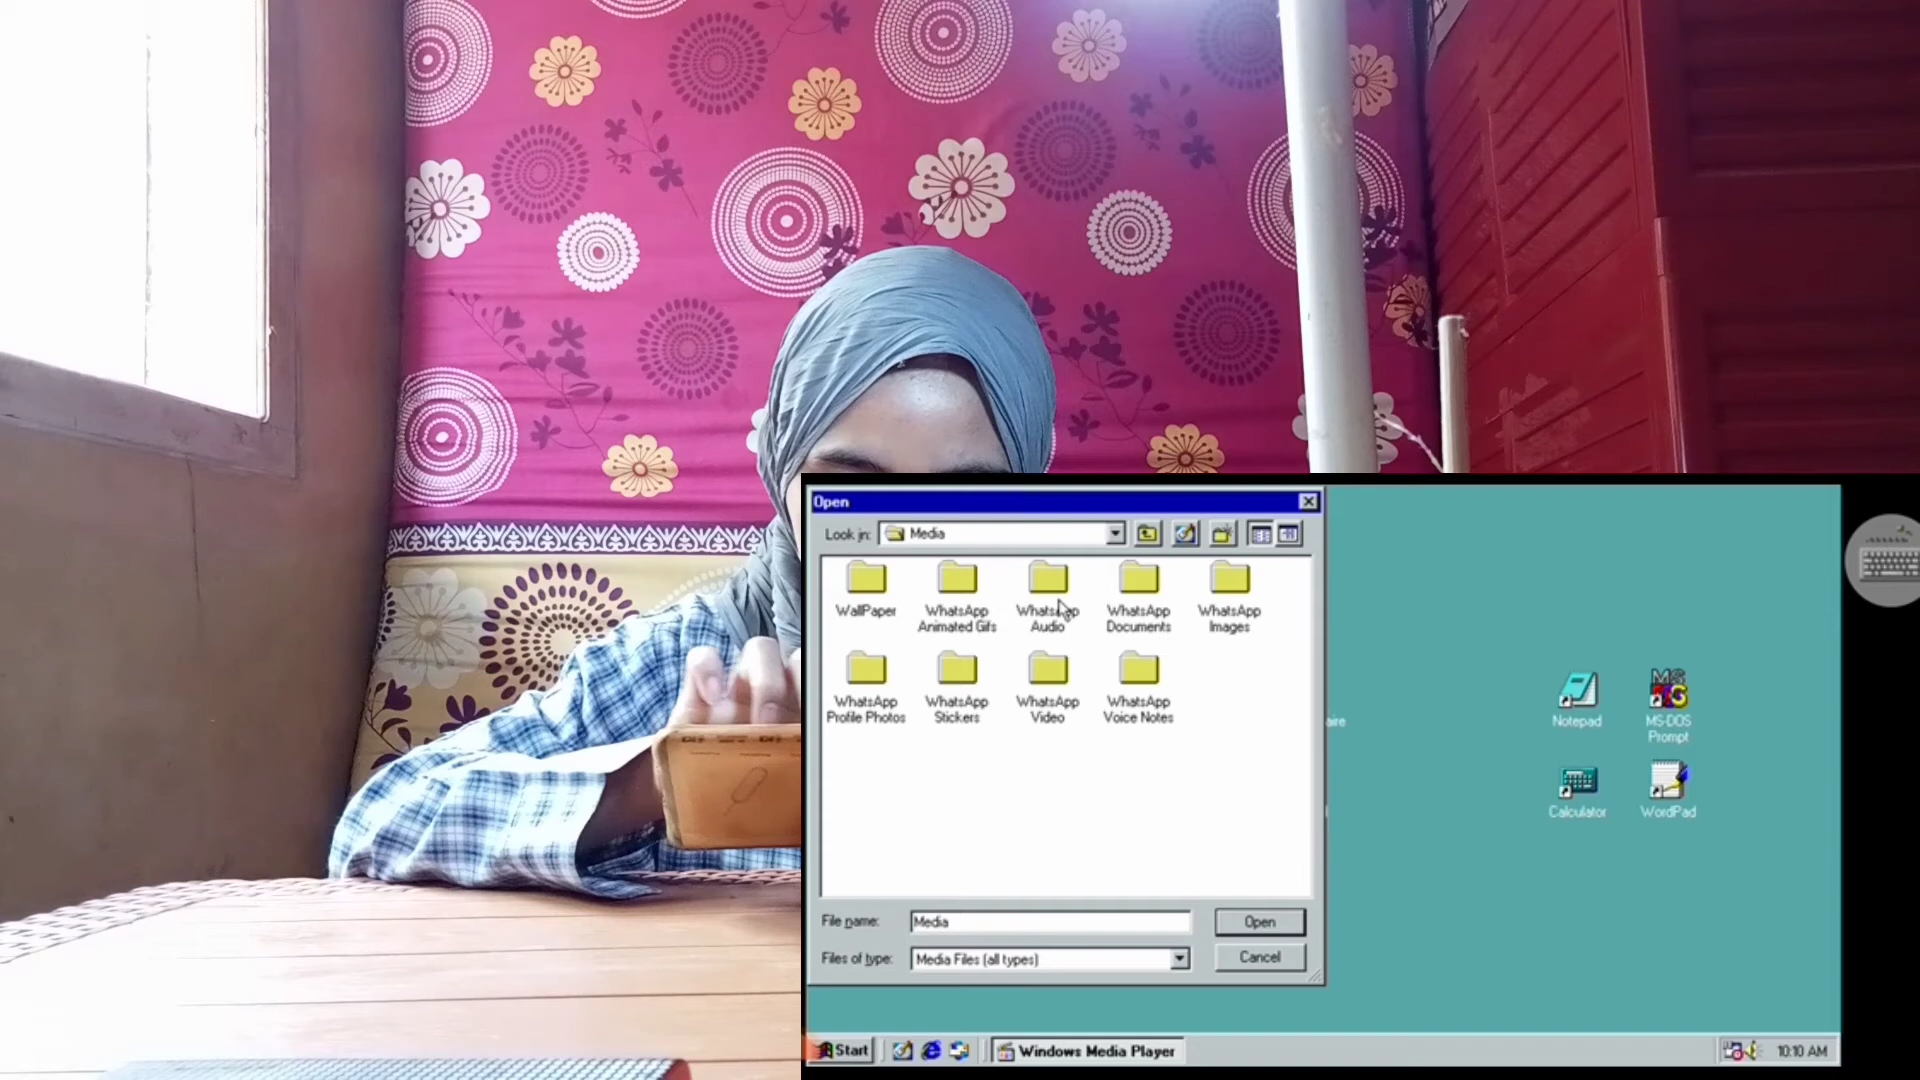 Open
Look in: Media
WallPaper
WhatsApp
Animated Gifs
WhatsApp
Audio
WhatsApp
Documents
WhatsApp
Images
WhatsApp
Profile Photos
WhatsApp
Stickers
WhatsApp
Video
WhatsApp
Voice Notes
File name: Media Open
Files of type: Media Files (all types) Cancel
aire
Notepad
MS-DOS
Prompt
Calculator
WordPad
Start Windows Media Player 10:10 AM